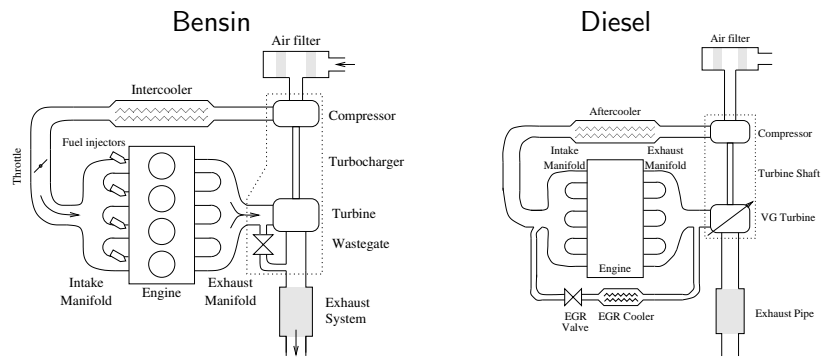 Bensin
Air filter
Intercooler
Compressor
Fuel injectors
Throttle
Turbocharger
Turbine
Wastegate
Intake
Manifold
Engine
Exhaust
Manifold
Exhaust
System
Diesel
Air filter
Aftercooler
Compressor
Intake
Manifold
Exhaust
Manifold
Turbine Shaft
VG Turbine
Engine
EGR
Valve
EGR Cooler
Exhaust Pipe